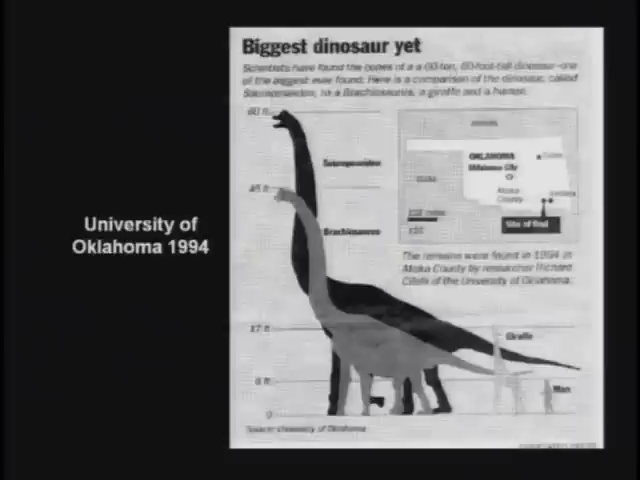 University of
Oklahoma 1994
Biggest dinosaur yet
Scientists have found the bones of a a 60-ton, 60-foot-tall dinosaur-one
of the biggest ever found. Here is a comparison of the dinosaur, called
Sauroposeidon, to a Brachiosaurus, a giraffe and a human.
60 ft.
Sauroposeidon
45 ft.
Brachiosaurus
17 ft
Giraffe
6 ft
Man
0
OKLAHOMA
Oklahoma City
Atoka
County
Site of find
The remains were found in 1994 in
Atoka County by researcher Richard
Cifelli of the University of Oklahoma.
Source: University of Oklahoma